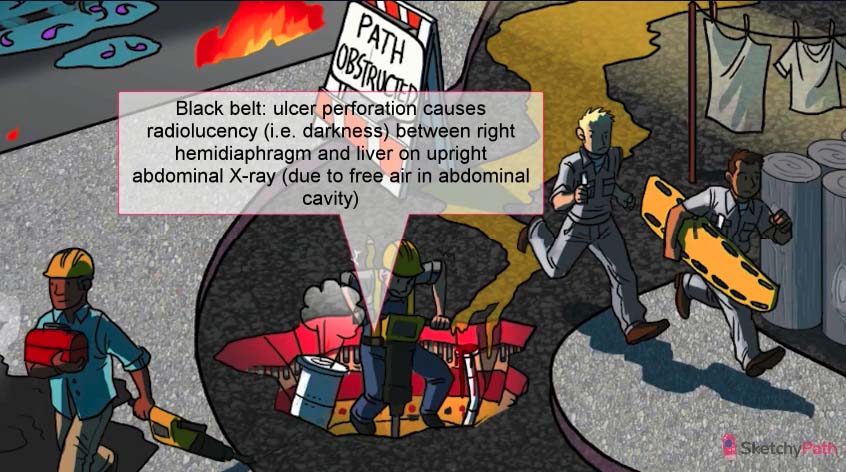 PATH
OBSTRUCTED
Black belt: ulcer perforation causes
radiolucency (i.e. darkness) between right
hemidiaphragm and liver on upright
abdominal X-ray (due to free air in abdominal
cavity)
SketchyPath